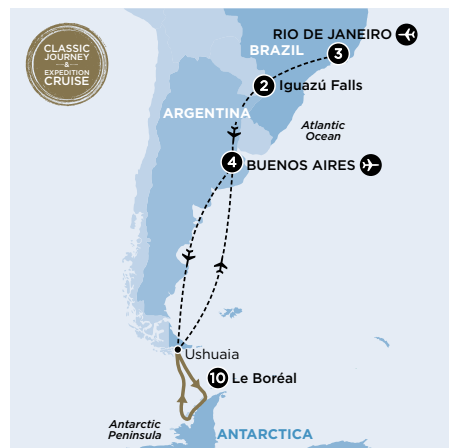 CLASSIC
JOURNEY
&
EXPEDITION
CRUISE
RIO DE JANEIRO
BRAZIL
3
2
Iguazú Falls
ARGENTINA
Atlantic
Ocean
4
BUENOS AIRES
Ushuaia
10
Le Boréal
Antarctic
Peninsula
ANTARCTICA